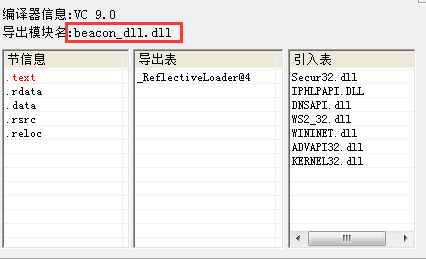 编译器信息:VC 9.0
导出模块名:beacon_dll.dll
节信息
.text
.rdata
.data
.rsrc
.reloc
导出表
_ReflectiveLoader@4
引入表
Secur32.dll
IPHLPAPI.DLL
DNSAPI.dll
WS2_32.dll
WININET.dll
ADVAPI32.dll
KERNEL32.dll